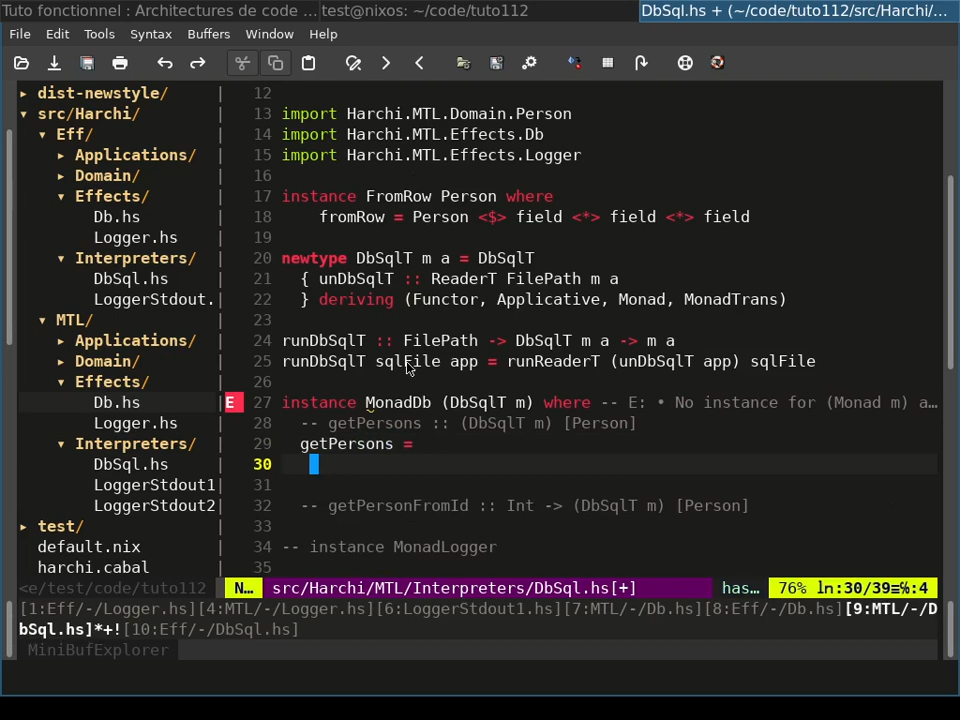 Tuto fonctionnel : Architectures de code ...
test@nixos: ~/code/tuto112
DbSql.hs + (~/code/tuto112/src/Harchi/...
File Edit Tools Syntax Buffers Window Help
▸ dist-newstyle/
▾ src/Harchi/
▾ Eff/
▸ Applications/
▸ Domain/
▾ Effects/
Db.hs
Logger.hs
▾ Interpreters/
DbSql.hs
LoggerStdout.
▾ MTL/
▸ Applications/
▸ Domain/
▾ Effects/
Db.hs
Logger.hs
▾ Interpreters/
DbSql.hs
LoggerStdout1
LoggerStdout2
▸ test/
default.nix
harchi.cabal
12
13 import Harchi.MTL.Domain.Person
14 import Harchi.MTL.Effects.Db
15 import Harchi.MTL.Effects.Logger
16
17 instance FromRow Person where
18     fromRow = Person <$> field <*> field <*> field
19
20 newtype DbSqlT m a = DbSqlT
21   { unDbSqlT :: ReaderT FilePath m a
22   } deriving (Functor, Applicative, Monad, MonadTrans)
23
24 runDbSqlT :: FilePath -> DbSqlT m a -> m a
25 runDbSqlT sqlFile app = runReaderT (unDbSqlT app) sqlFile
26
E 27 instance MonadDb (DbSqlT m) where -- E: • No instance for (Monad m) a…
28   -- getPersons :: (DbSqlT m) [Person]
29   getPersons =
30
31
32   -- getPersonFromId :: Int -> (DbSqlT m) [Person]
33
34 -- instance MonadLogger
35
<e/test/code/tuto112 N… src/Harchi/MTL/Interpreters/DbSql.hs[+] has… 76% ln:30/39≡℅:4
[1:Eff/-/Logger.hs][4:MTL/-/Logger.hs][6:LoggerStdout1.hs][7:MTL/-/Db.hs][8:Eff/-/Db.hs][9:MTL/-/D
bSql.hs]*+![10:Eff/-/DbSql.hs]
MiniBufExplorer